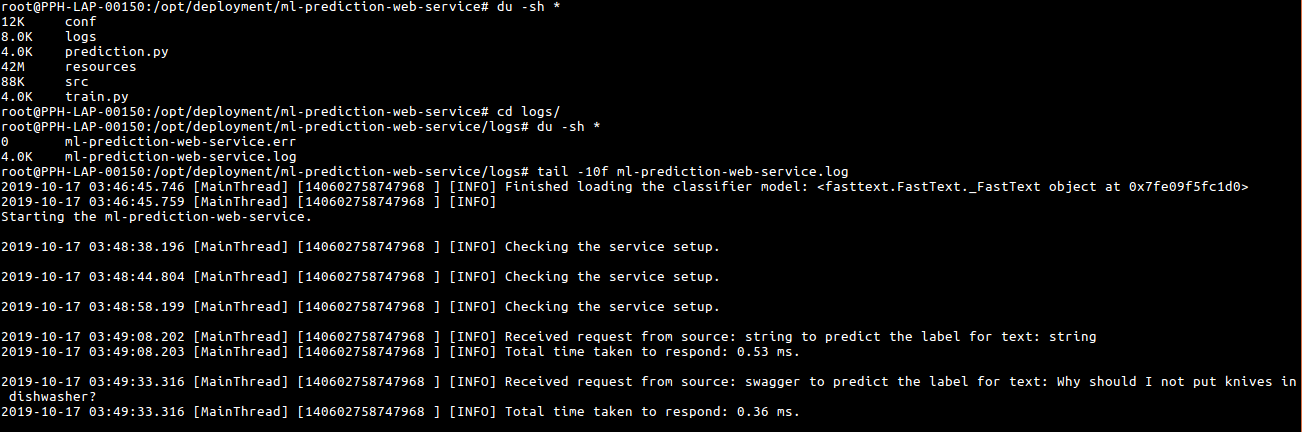 root@PPH-LAP-00150:/opt/deployment/ml-prediction-web-service# du -sh *
12K     conf
8.0K    logs
4.0K    prediction.py
42M     resources
88K     src
4.0K    train.py
root@PPH-LAP-00150:/opt/deployment/ml-prediction-web-service# cd logs/
root@PPH-LAP-00150:/opt/deployment/ml-prediction-web-service/logs# du -sh *
0       ml-prediction-web-service.err
4.0K    ml-prediction-web-service.log
root@PPH-LAP-00150:/opt/deployment/ml-prediction-web-service/logs# tail -10f ml-prediction-web-service.log
2019-10-17 03:46:45.746 [MainThread] [140602758747968 ] [INFO] Finished loading the classifier model: <fasttext.FastText._FastText object at 0x7fe09f5fc1d0>
2019-10-17 03:46:45.759 [MainThread] [140602758747968 ] [INFO]
Starting the ml-prediction-web-service.
2019-10-17 03:48:38.196 [MainThread] [140602758747968 ] [INFO] Checking the service setup.
2019-10-17 03:48:44.804 [MainThread] [140602758747968 ] [INFO] Checking the service setup.
2019-10-17 03:48:58.199 [MainThread] [140602758747968 ] [INFO] Checking the service setup.
2019-10-17 03:49:08.202 [MainThread] [140602758747968 ] [INFO] Received request from source: string to predict the label for text: string
2019-10-17 03:49:08.203 [MainThread] [140602758747968 ] [INFO] Total time taken to respond: 0.53 ms.
2019-10-17 03:49:33.316 [MainThread] [140602758747968 ] [INFO] Received request from source: swagger to predict the label for text: Why should I not put knives in
 dishwasher?
2019-10-17 03:49:33.316 [MainThread] [140602758747968 ] [INFO] Total time taken to respond: 0.36 ms.